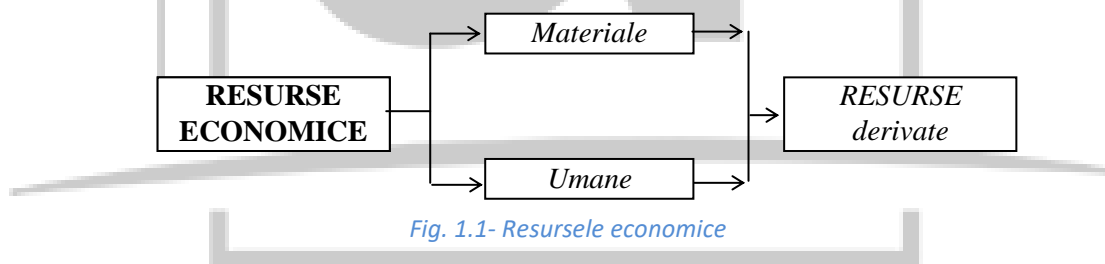 Materiale
RESURSE
ECONOMICE
RESURSE
derivate
Umane
Fig. 1.1- Resursele economice